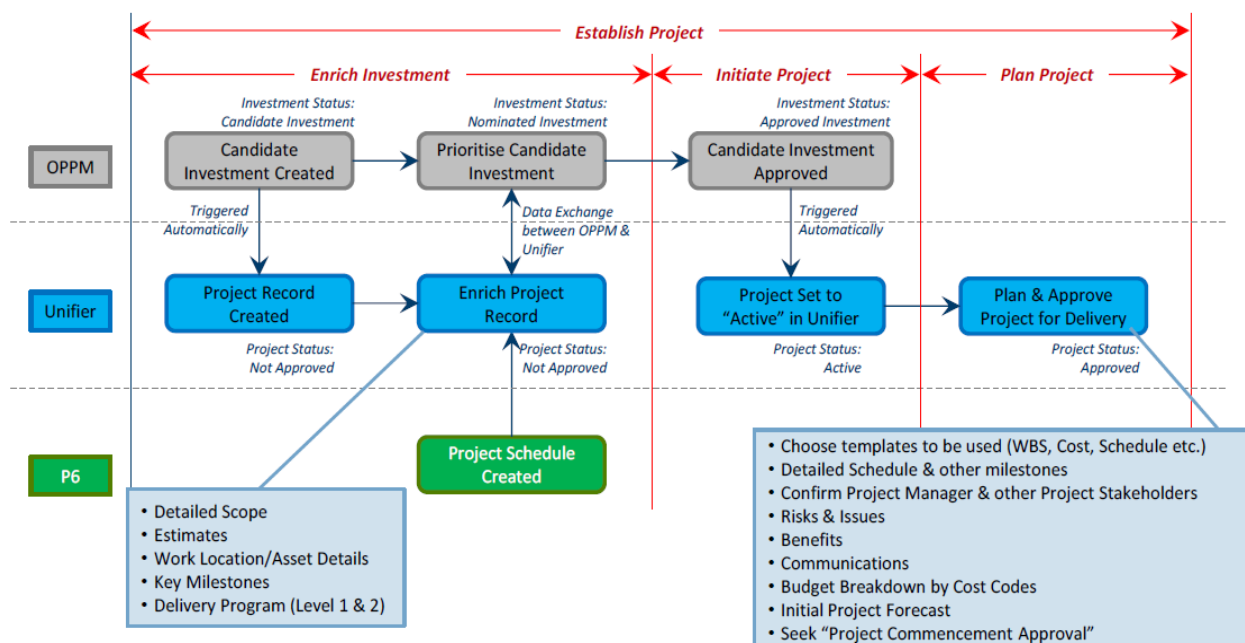 Establish Project
Enrich Investment
Initiate Project
Plan Project
Investment Status:
Candidate Investment
Investment Status:
Nominated Investment
Investment Status:
Approved Investment
OPPM
Candidate
Investment Created
Prioritise Candidate
Investment
Candidate Investment
Approved
Triggered
Automatically
Data Exchange
between OPPM &
Unifier
Triggered
Automatically
Unifier
Project Record
Created
Enrich Project
Record
Project Set to
"Active" in Unifier
Plan & Approve
Project for Delivery
Project Status:
Not Approved
Project Status:
Not Approved
Project Status:
Active
Project Status:
Approved
P6
Project Schedule
Created
• Detailed Scope
• Estimates
• Work Location/Asset Details
• Key Milestones
• Delivery Program (Level 1 & 2)
• Choose templates to be used (WBS, Cost, Schedule etc.)
• Detailed Schedule & other milestones
• Confirm Project Manager & other Project Stakeholders
• Risks & Issues
• Benefits
• Communications
• Budget Breakdown by Cost Codes
• Initial Project Forecast
• Seek "Project Commencement Approval"